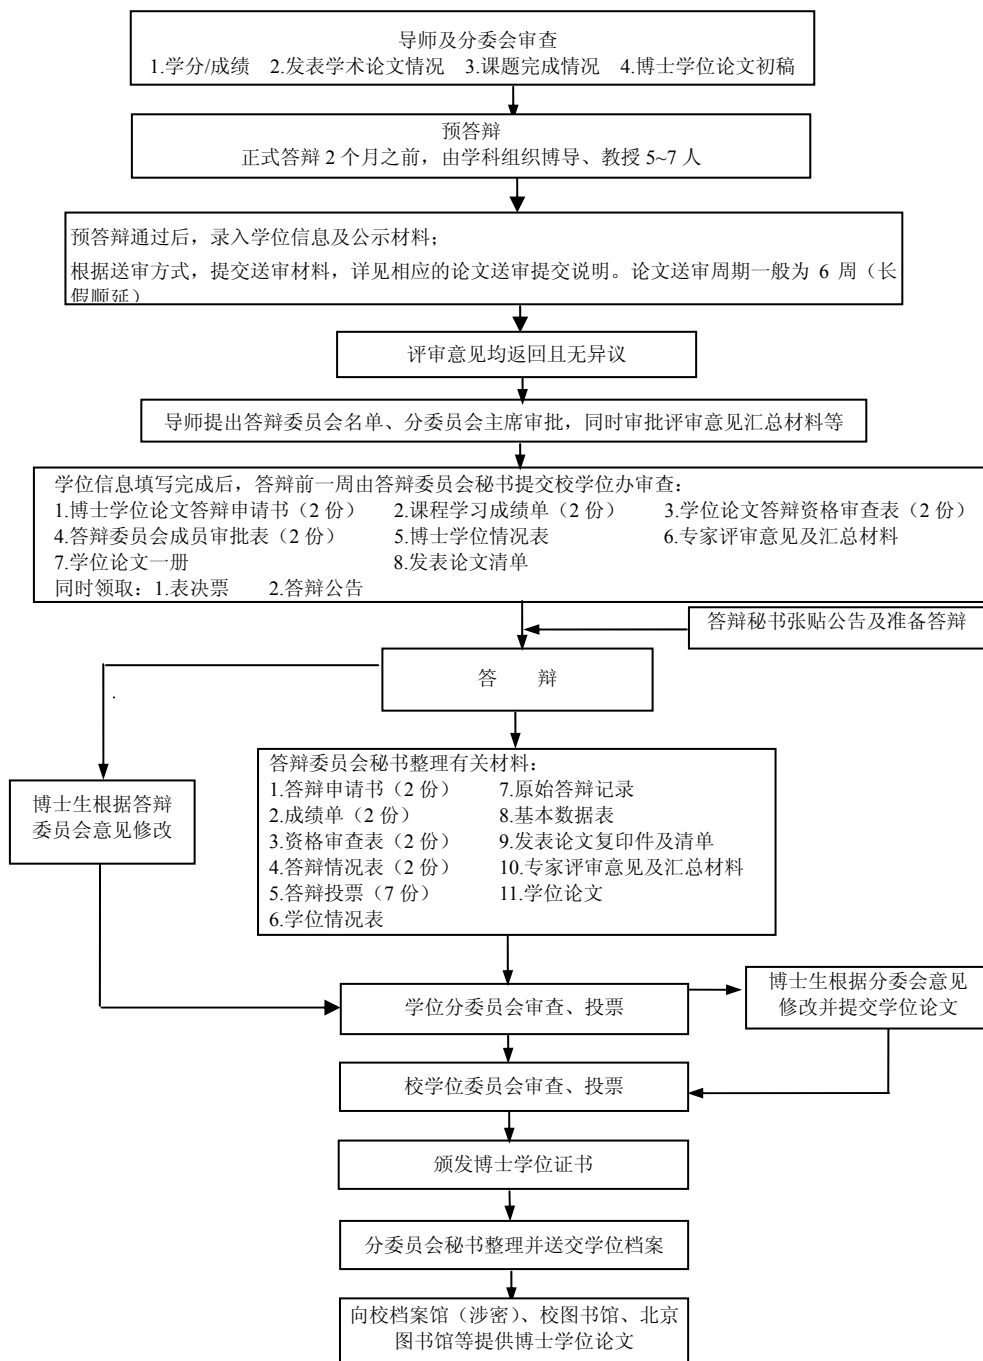 导师及分委会审查
1.学分/成绩 2.发表学术论文情况 3.课题完成情况 4.博士学位论文初稿
预答辩
正式答辩 2 个月之前，由学科组织博导、教授 5~7 人
预答辩通过后，录入学位信息及公示材料；
根据送审方式，提交送审材料，详见相应的论文送审提交说明。论文送审周期一般为 6 周（长
假顺延）
评审意见均返回且无异议
导师提出答辩委员会名单、分委员会主席审批，同时审批评审意见汇总材料等
学位信息填写完成后，答辩前一周由答辩委员会秘书提交校学位办审查：
1.博士学位论文答辩申请书（2 份） 2.课程学习成绩单（2 份） 3.学位论文答辩资格审查表（2 份）
4.答辩委员会成员审批表（2 份） 5.博士学位情况表 6.专家评审意见及汇总材料
7.学位论文一册 8.发表论文清单
同时领取：1.表决票 2.答辩公告
答辩秘书张贴公告及准备答辩
答 辩
.
答辩委员会秘书整理有关材料：
1.答辩申请书（2 份） 7.原始答辩记录
2.成绩单（2 份） 8.基本数据表
3.资格审查表（2 份） 9.发表论文复印件及清单
4.答辩情况表（2 份） 10.专家评审意见及汇总材料
5.答辩投票（7 份） 11.学位论文
6.学位情况表
博士生根据答辩
委员会意见修改
学位分委员会审查、投票
博士生根据分委会意见
修改并提交学位论文
校学位委员会审查、投票
颁发博士学位证书
分委员会秘书整理并送交学位档案
向校档案馆（涉密）、校图书馆、北京
图书馆等提供博士学位论文